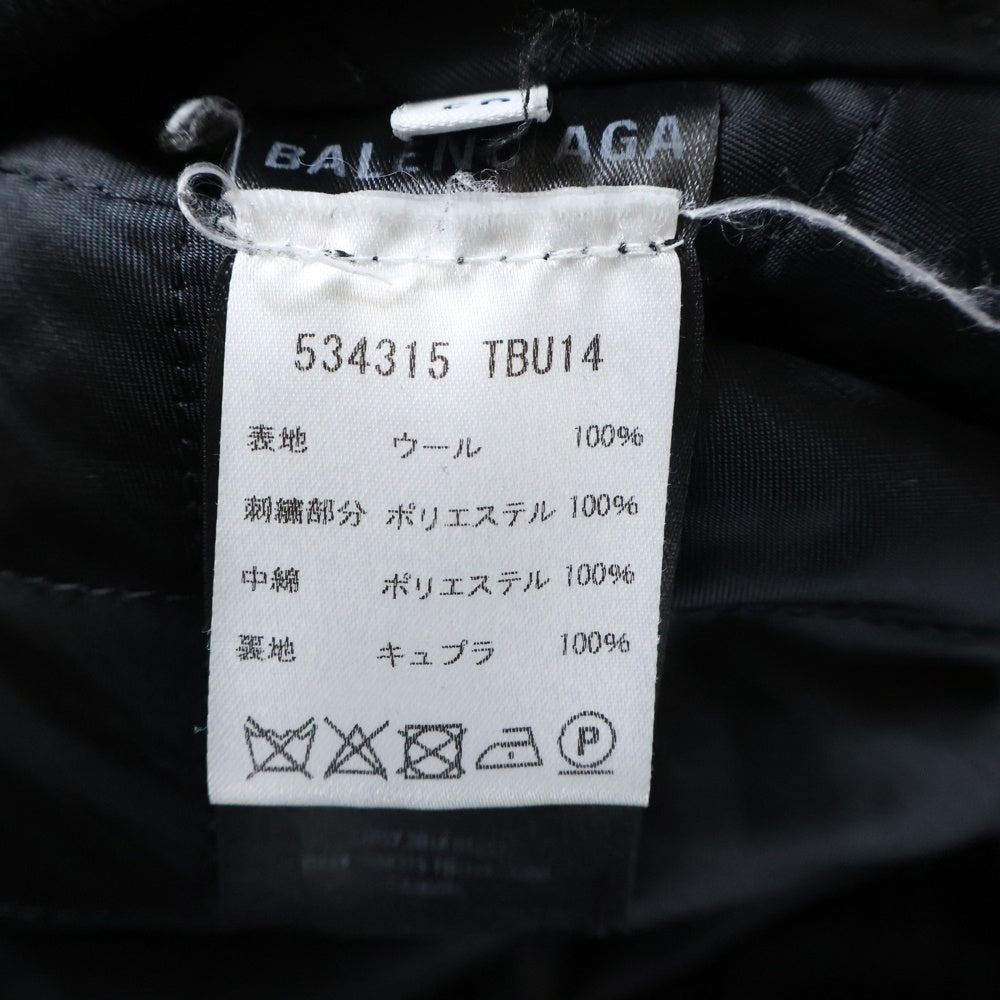 BALENCIAGA
534315 TBU14
表地 ウール 100%
刺繍部分 ポリエステル 100%
中綿 ポリエステル 100%
裏地 キュプラ 100%
P